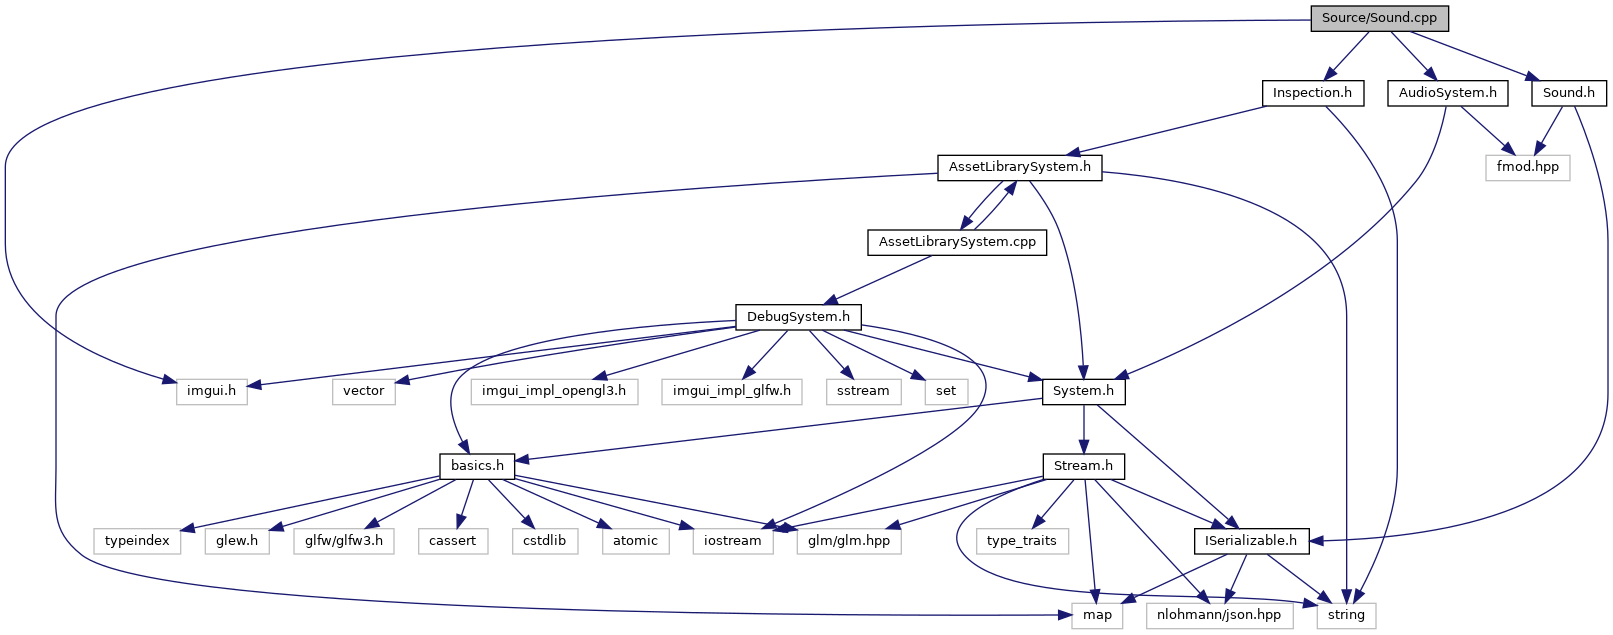 Source/Sound.cpp
Inspection.h
AudioSystem.h
Sound.h
AssetLibrarySystem.h
fmod.hpp
AssetLibrarySystem.cpp
DebugSystem.h
imgui.h
vector
imgui_impl_opengl3.h
imgui_impl_glfw.h
sstream
set
System.h
basics.h
Stream.h
typeindex
glew.h
glfw/glfw3.h
cassert
cstdlib
atomic
iostream
glm/glm.hpp
type_traits
ISerializable.h
map
nlohmann/json.hpp
string